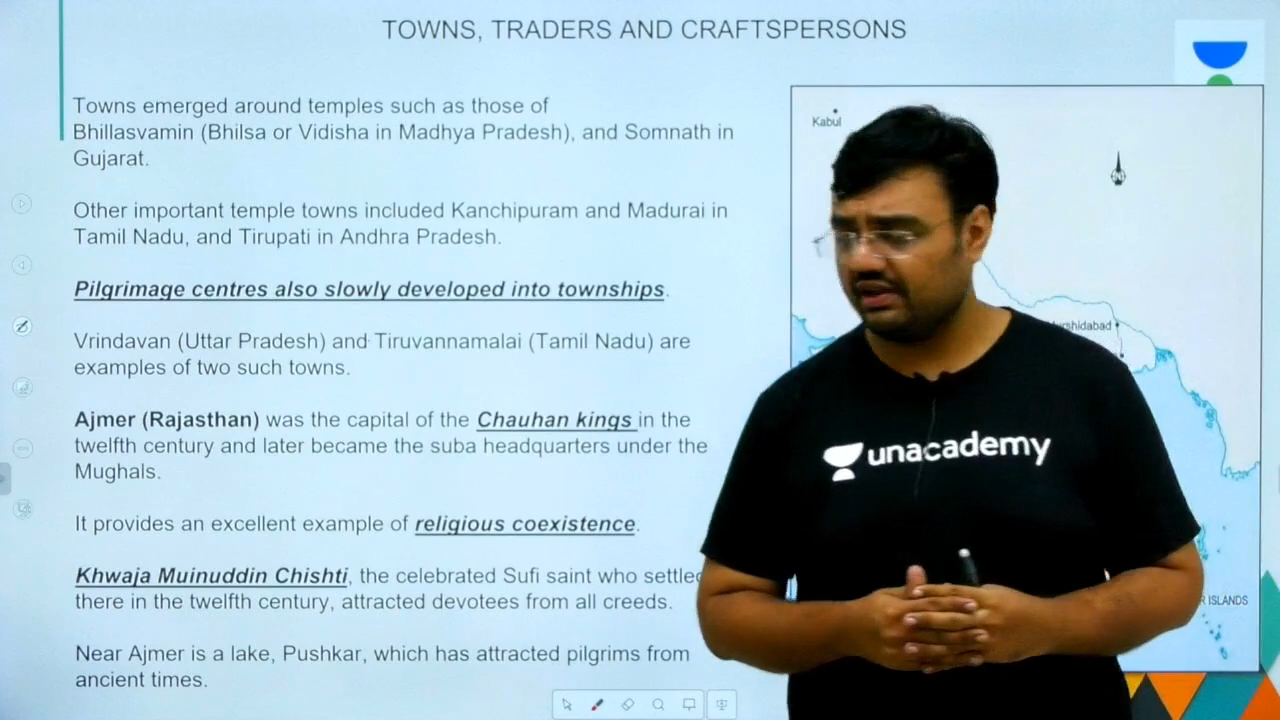 TOWNS, TRADERS AND CRAFTSPERSONS
Towns emerged around temples such as those of
Bhillasvamin (Bhilsa or Vidisha in Madhya Pradesh), and Somnath in
Gujarat.
Other important temple towns included Kanchipuram and Madurai in
Tamil Nadu, and Tirupati in Andhra Pradesh.
Pilgrimage centres also slowly developed into townships.
Vrindavan (Uttar Pradesh) and Tiruvannamalai (Tamil Nadu) are
examples of two such towns.
Ajmer (Rajasthan) was the capital of the Chauhan kings in the
twelfth century and later became the suba headquarters under the
Mughals.
It provides an excellent example of religious coexistence.
Khwaja Muinuddin Chishti, the celebrated Sufi saint who settled
there in the twelfth century, attracted devotees from all creeds.
Near Ajmer is a lake, Pushkar, which has attracted pilgrims from
ancient times.
Kabul
N
unacademy
ISLANDS